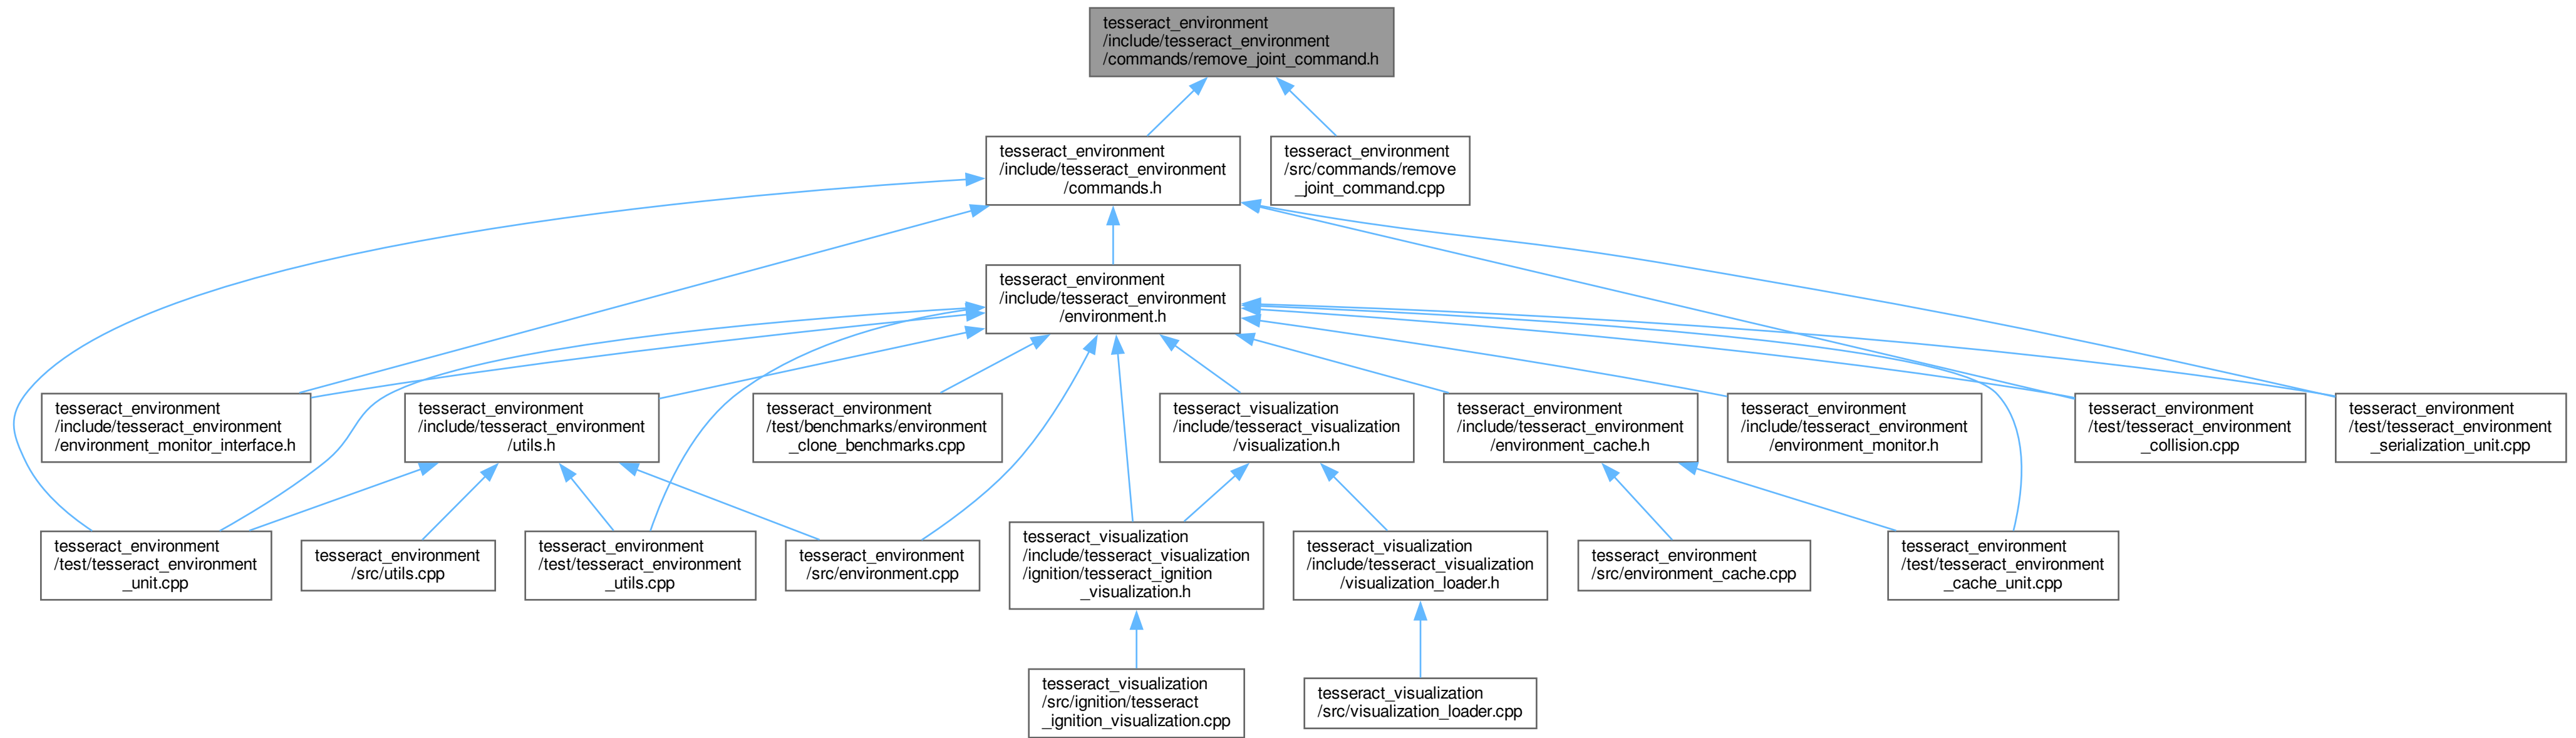 tesseract_environment
/include/tesseract_environment
/commands/remove_joint_command.h
tesseract_environment
/include/tesseract_environment
/commands.h
tesseract_environment
/src/commands/remove
_joint_command.cpp
tesseract_environment
/include/tesseract_environment
/environment.h
tesseract_environment
/include/tesseract_environment
/environment_monitor_interface.h
tesseract_environment
/include/tesseract_environment
/utils.h
tesseract_environment
/test/benchmarks/environment
_clone_benchmarks.cpp
tesseract_visualization
/include/tesseract_visualization
/visualization.h
tesseract_environment
/include/tesseract_environment
/environment_cache.h
tesseract_environment
/include/tesseract_environment
/environment_monitor.h
tesseract_environment
/test/tesseract_environment
_collision.cpp
tesseract_environment
/test/tesseract_environment
_serialization_unit.cpp
tesseract_environment
/test/tesseract_environment
_unit.cpp
tesseract_environment
/src/utils.cpp
tesseract_environment
/test/tesseract_environment
_utils.cpp
tesseract_environment
/src/environment.cpp
tesseract_visualization
/include/tesseract_visualization
/ignition/tesseract_ignition
_visualization.h
tesseract_visualization
/include/tesseract_visualization
/visualization_loader.h
tesseract_environment
/src/environment_cache.cpp
tesseract_environment
/test/tesseract_environment
_cache_unit.cpp
tesseract_visualization
/src/ignition/tesseract
_ignition_visualization.cpp
tesseract_visualization
/src/visualization_loader.cpp